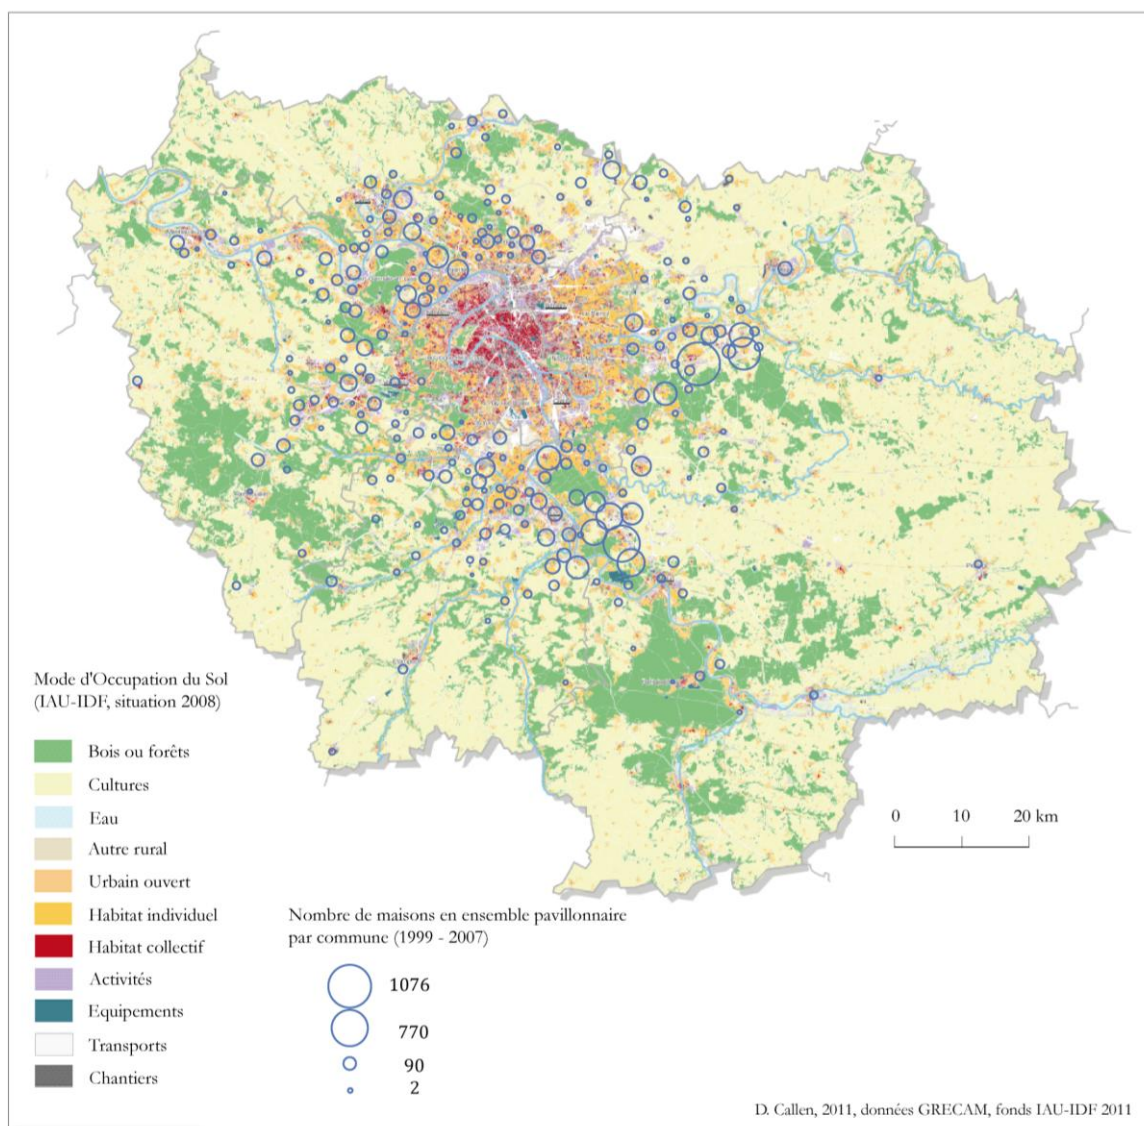 Mode d'Occupation du Sol
(IAU-IDF, situation 2008)
Bois ou forêts
Cultures
Eau
Autre rural
Urbain ouvert
Habitat individuel
Habitat collectif
Activités
Equipements
Transports
Chantiers
Nombre de maisons en ensemble pavillonnaire
par commune (1999 - 2007)
1076
770
90
2
0 10 20 km
D. Callen, 2011, données GRECAM, fonds IAU-IDF 2011